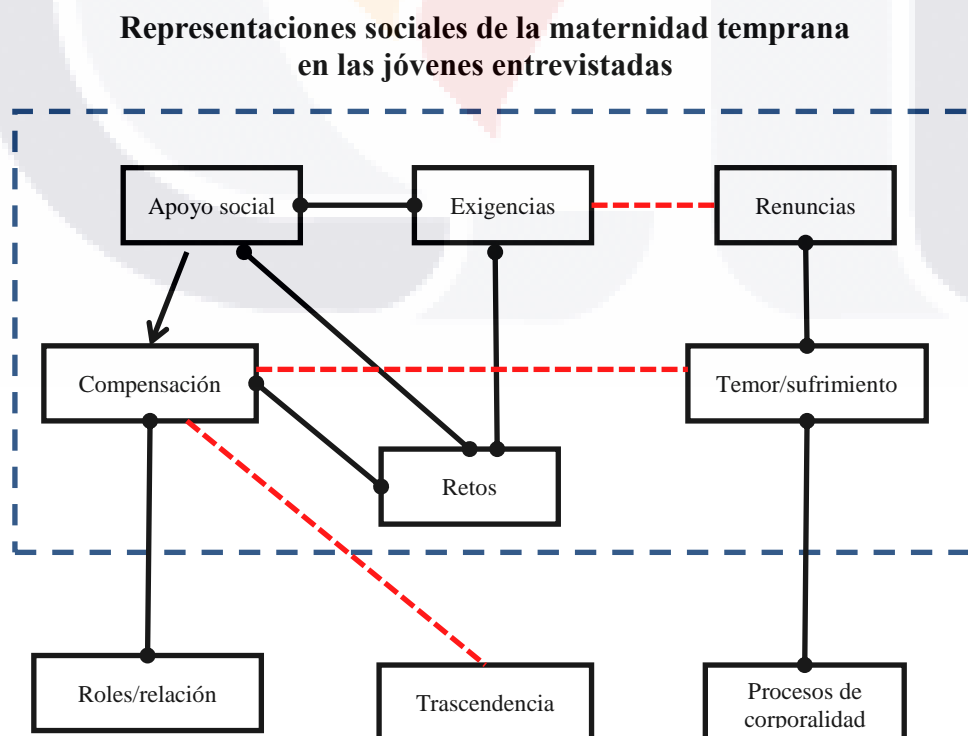 Representaciones sociales de la maternidad temprana
en las jóvenes entrevistadas
Apoyo social
Exigencias
Renuncias
Compensación
Temor/sufrimiento
Retos
Roles/relación
Trascendencia
Procesos de
corporalidad